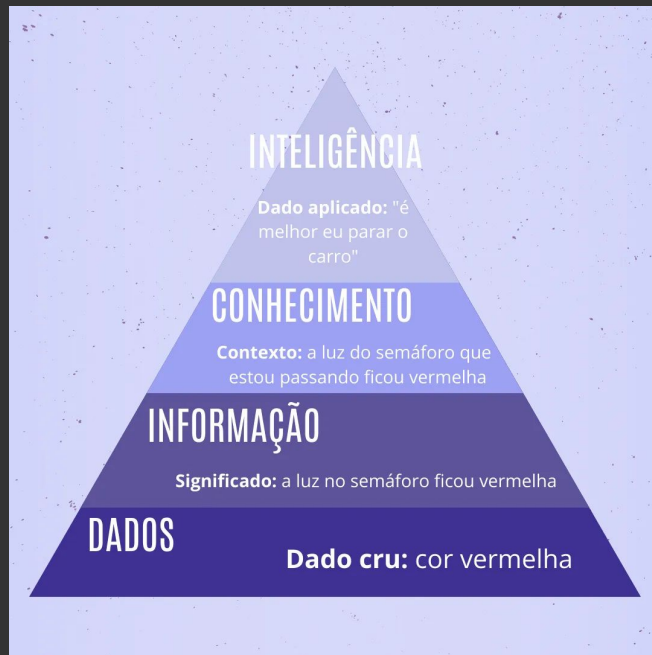 INTELIGÊNCIA
Dado aplicado: "é
melhor eu parar o
carro"
CONHECIMENTO
Contexto: a luz do semáforo que
estou passando ficou vermelha
INFORMAÇÃO
Significado: a luz no semáforo ficou vermelha
DADOS
Dado cru: cor vermelha